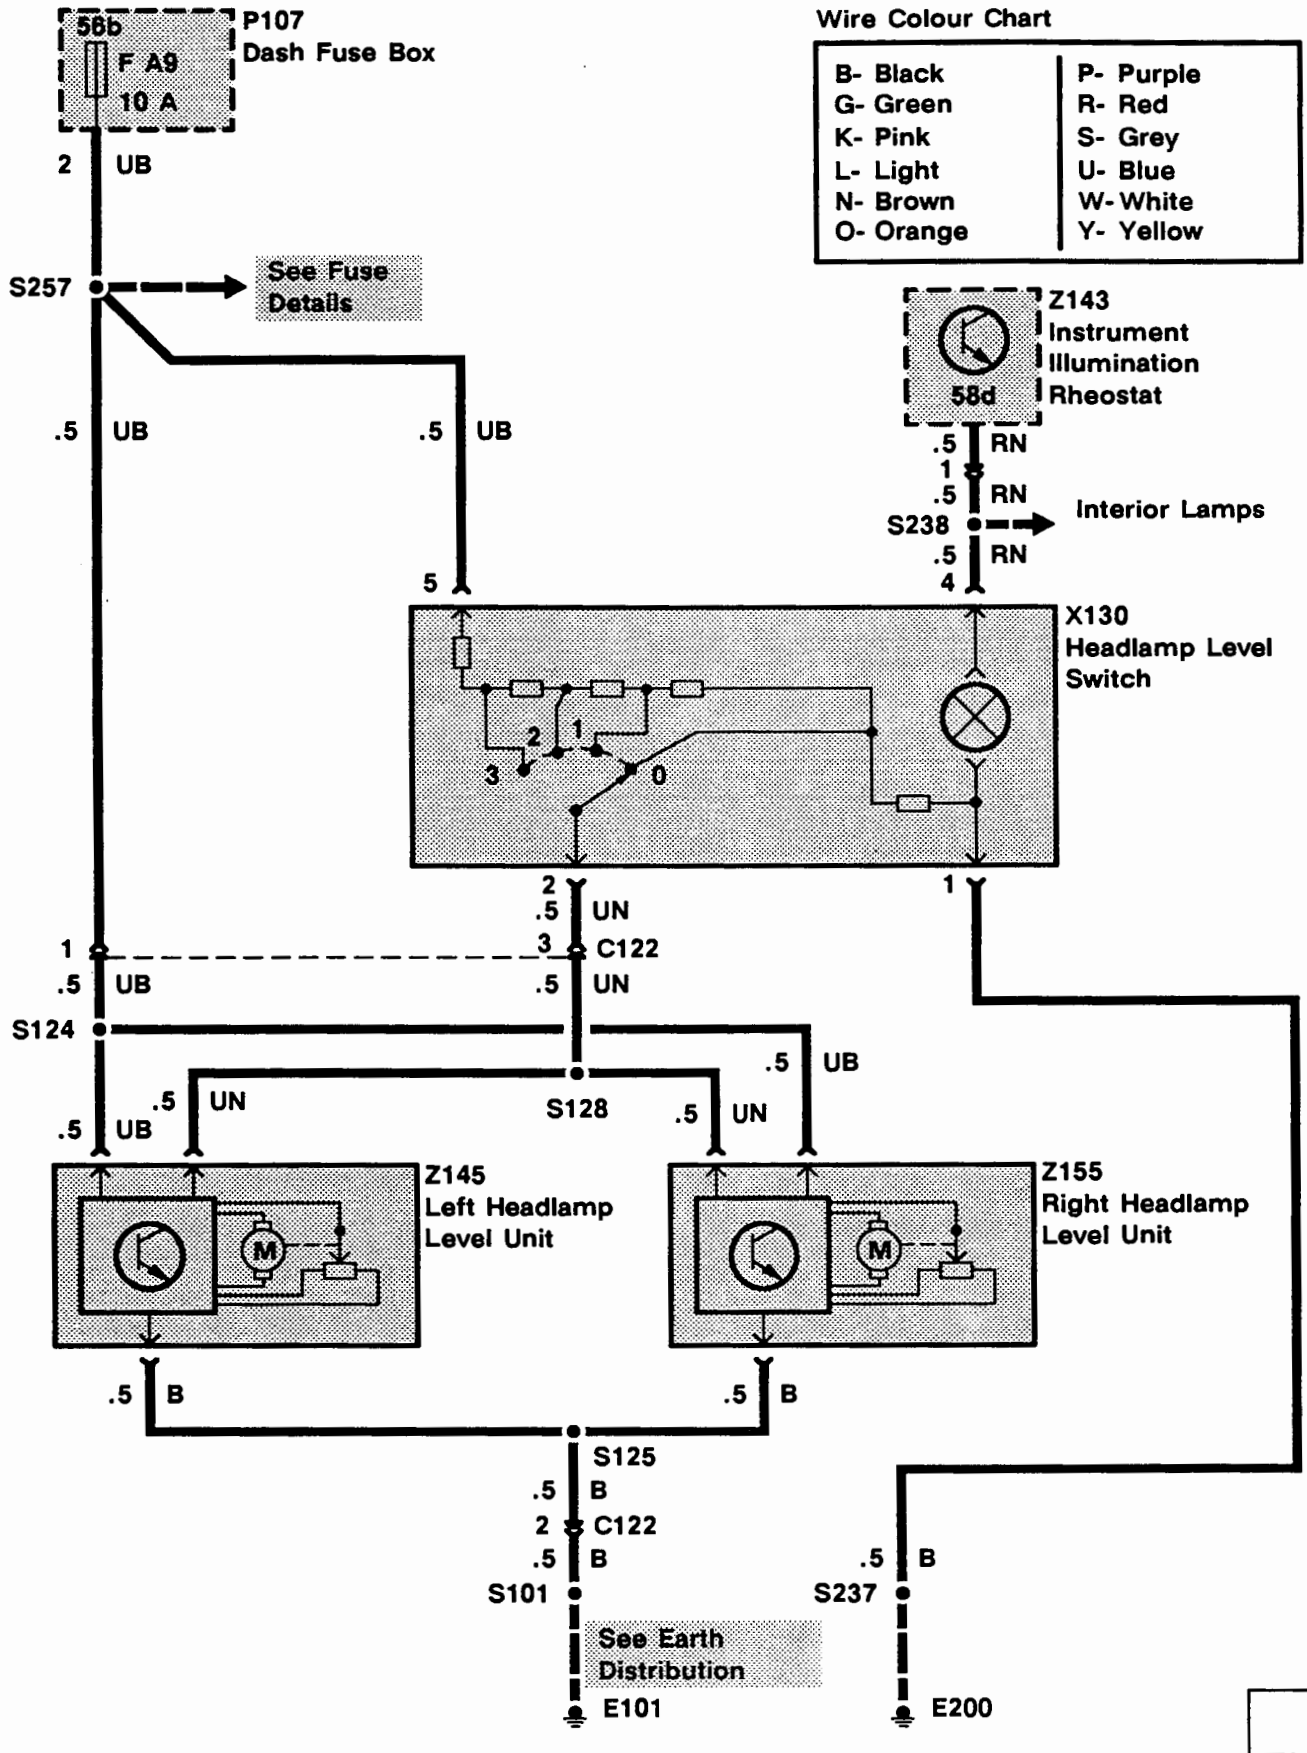 56b
F A9
10 A
P107
Dash Fuse Box
Wire Colour Chart
B- Black
G- Green
K- Pink
L- Light
N- Brown
O- Orange
P- Purple
R- Red
S- Grey
U- Blue
W- White
Y- Yellow
2 UB
S257
See Fuse
Details
Z143
Instrument
Illumination
Rheostat
58d
.5 UB
.5 UB
.5 RN
1
.5 RN
S238
Interior Lamps
.5 RN
5
4
X130
Headlamp Level
Switch
3
2
1
0
2
1
.5 UN
1
3 C122
.5 UB
.5 UN
S124
.5 UB
.5 UN
S128
.5 UN
.5 UB
Z145
Left Headlamp
Level Unit
M
Z155
Right Headlamp
Level Unit
M
.5 B
.5 B
S125
.5 B
2 C122
.5 B
.5 B
S101
S237
See Earth
Distribution
E101
E200